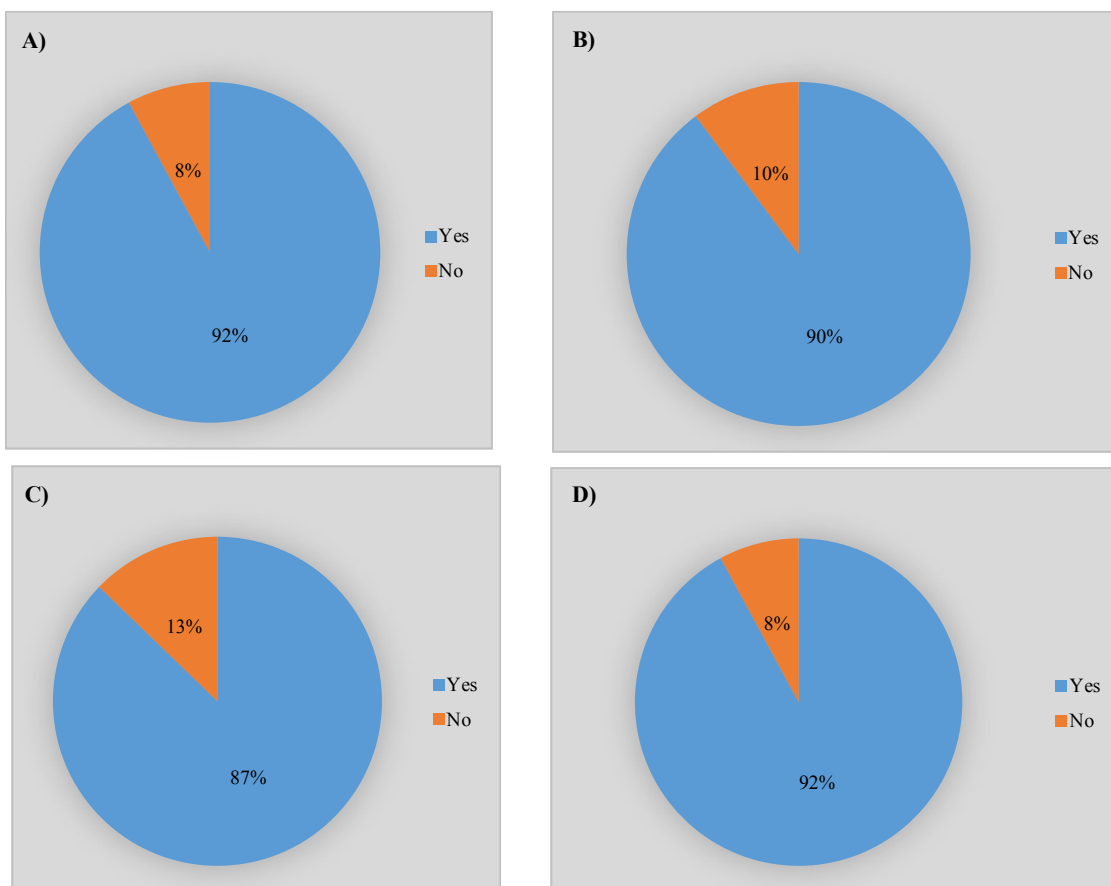 A)
8%
92%
Yes
No
B)
10%
90%
Yes
No
C)
13%
87%
Yes
No
D)
8%
92%
Yes
No